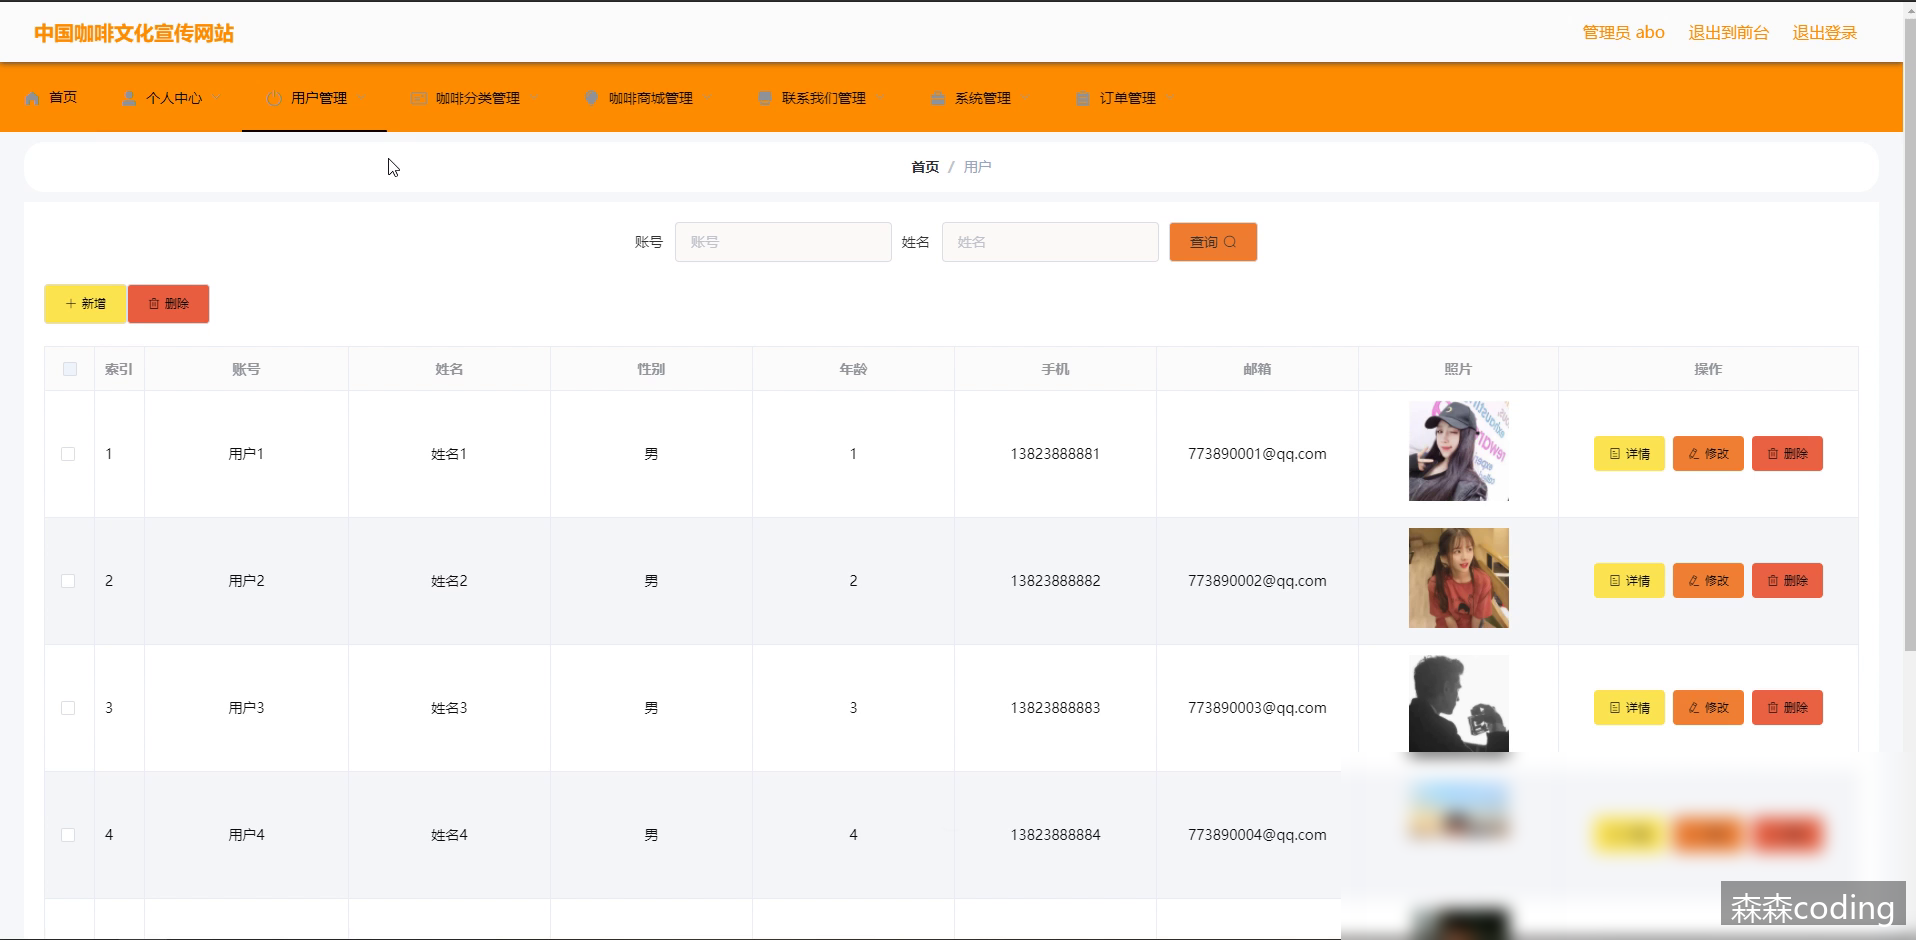 中国咖啡文化宣传网站
管理员 abo 退出到前台 退出登录
首页 个人中心 用户管理 咖啡分类管理 咖啡商城管理 联系我们管理 系统管理 订单管理
首页 / 用户
账号 账号 姓名 姓名 查询
新增 删除
索引 账号 姓名 性别 年龄 手机 邮箱 照片 操作
1 用户1 姓名1 男 1 13823888881 773890001@qq.com 详情 修改 删除
2 用户2 姓名2 男 2 13823888882 773890002@qq.com 详情 修改 删除
3 用户3 姓名3 男 3 13823888883 773890003@qq.com 详情 修改 删除
4 用户4 姓名4 男 4 13823888884 773890004@qq.com
森森coding